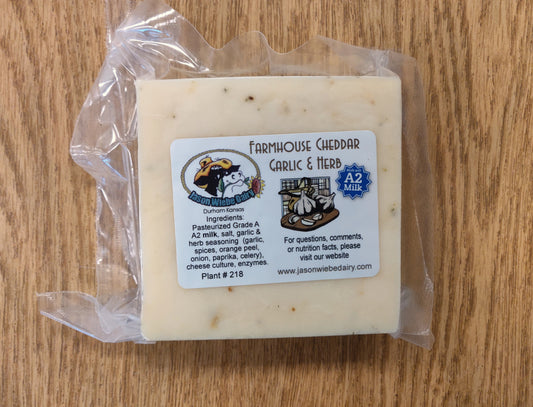 FARMHOUSE CHEDDAR
GARLIC & HERB
Jason Wiebe Dairy
Durham Kansas
Ingredients:
Pasteurized Grade A
A2 milk, salt, garlic &
herb seasoning (garlic,
spices, orange peel,
onion, paprika, celery),
cheese culture, enzymes.
Plant # 218
A2
Milk
For questions, comments,
or nutrition facts, please
visit our website
www.jasonwiebedairy.com